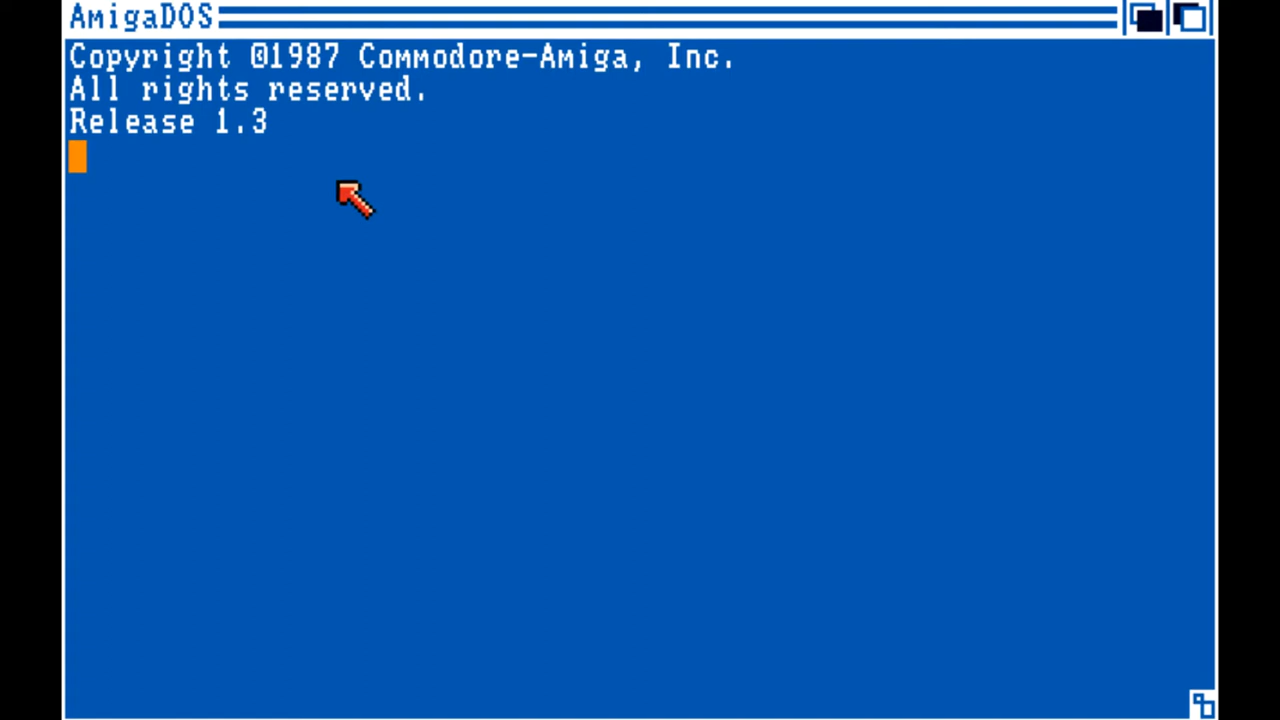 AmigaDOS
Copyright ©1987 Commodore-Amiga, Inc.
All rights reserved.
Release 1.3